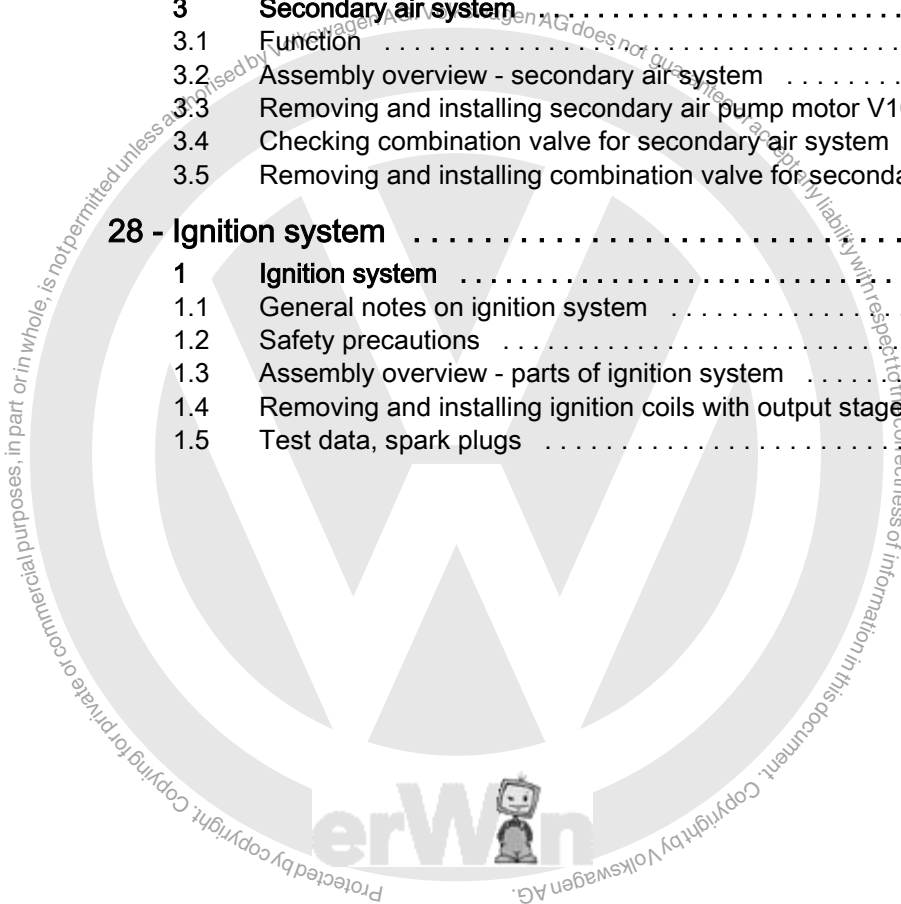 3 Secondary air system . . . . . . . . . . . . . . . . . . . . . . .
3.1 Function . . . . . . . . . . . . . . . . . . . . . . . . . . . . . .
3.2 Assembly overview - secondary air system . . . . . . . .
3.3 Removing and installing secondary air pump motor V1
3.4 Checking combination valve for secondary air system
3.5 Removing and installing combination valve for second
28 - Ignition system . . . . . . . . . . . . . . . . . . . . . . . . .
1 Ignition system . . . . . . . . . . . . . . . . . . . . . . . . . . .
1.1 General notes on ignition system . . . . . . . . . . . . . .
1.2 Safety precautions . . . . . . . . . . . . . . . . . . . . . . . .
1.3 Assembly overview - parts of ignition system . . . . . . .
1.4 Removing and installing ignition coils with output stage
1.5 Test data, spark plugs . . . . . . . . . . . . . . . . . . . . . .
Protected by copyright. Copying for private or commercial purposes, in part or in whole, is not permitted unless authorised by Volkswagen AG. Volkswagen AG does not guarantee or accept any liability with respect to the correctness of information in this document. Copyright by Volkswagen AG.
erWin